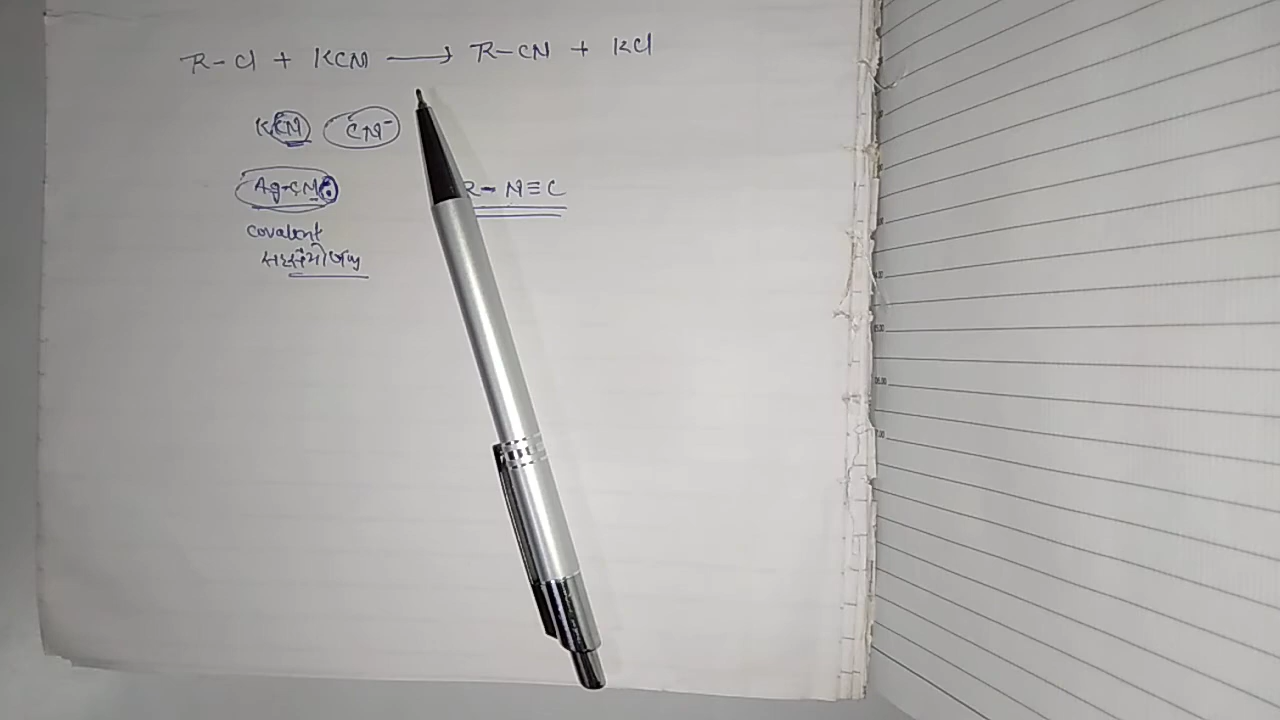 R-Cl + KCN ⟶ R-CN + KCl
KCN CN⁻
Ag-CN: R-N≡C
covalent